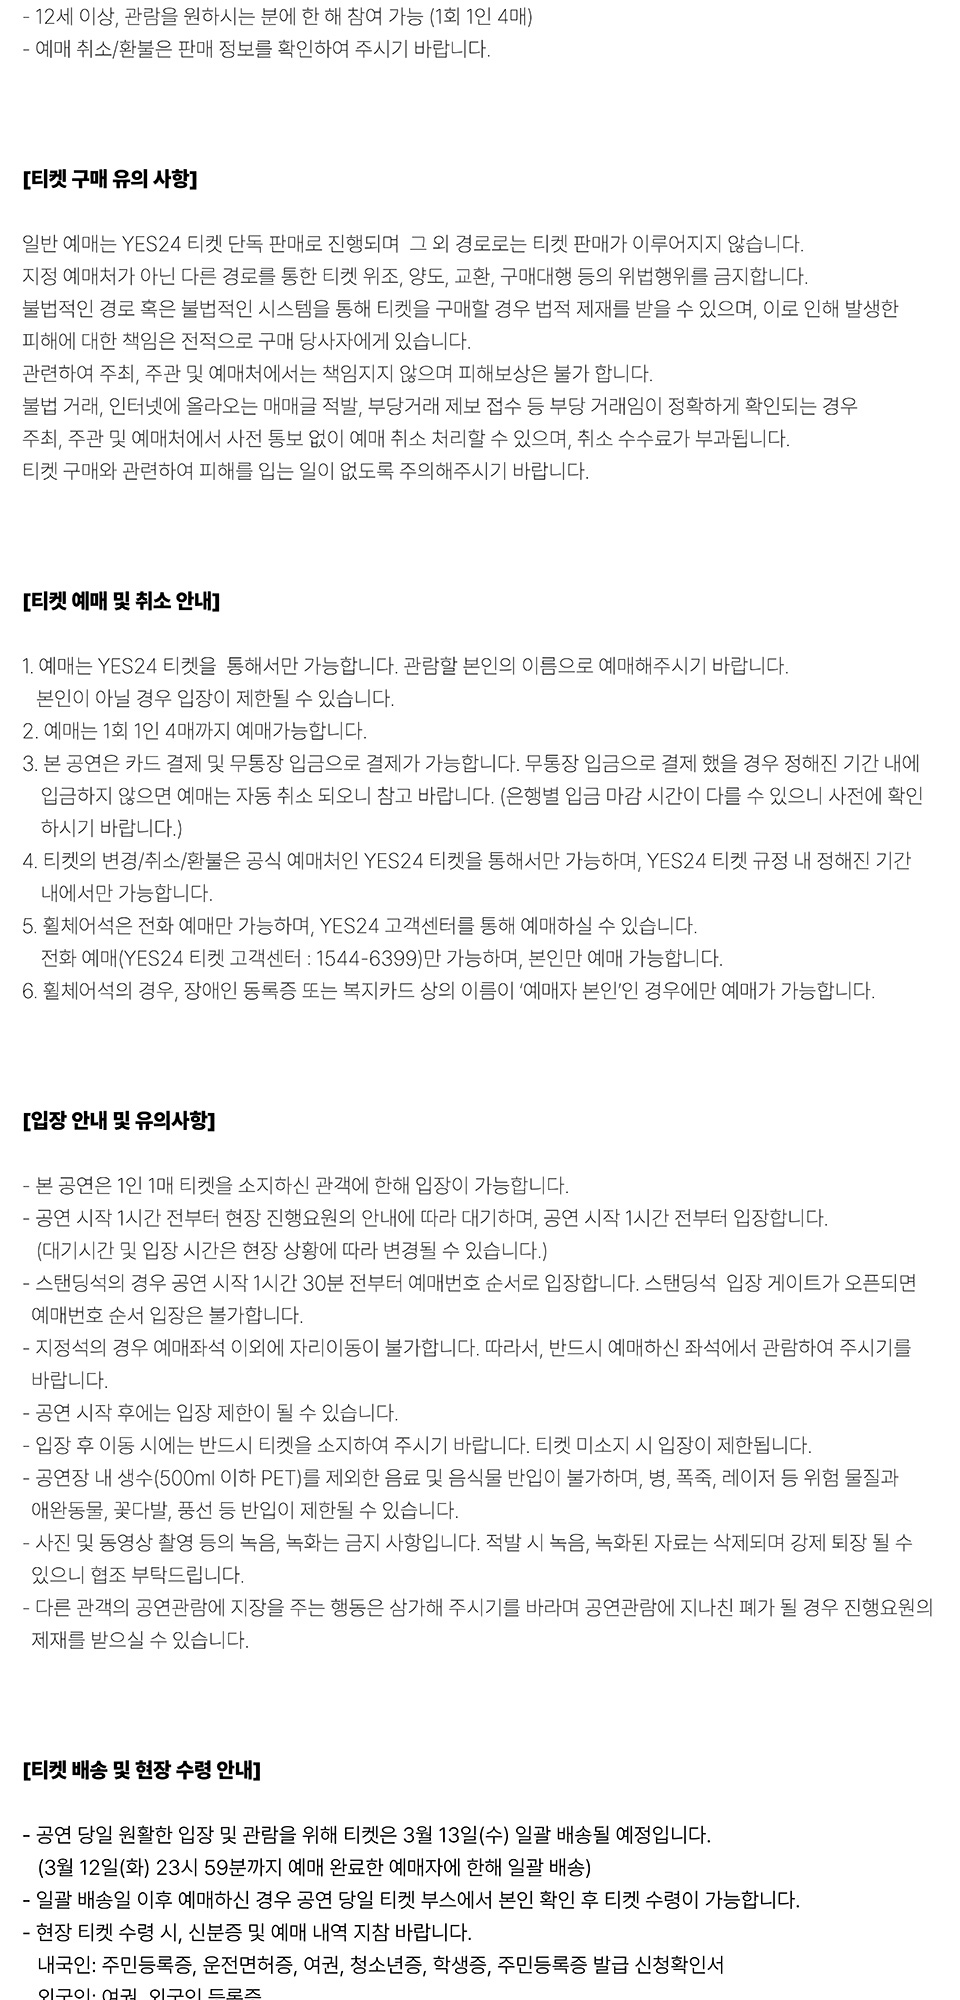 - 12세 이상, 관람을 원하시는 분에 한 해 참여 가능 (1회 1인 4매)
- 예매 취소/환불은 판매 정보를 확인하여 주시기 바랍니다.
[티켓 구매 유의 사항]
일반 예매는 YES24 티켓 단독 판매로 진행되며 그 외 경로로는 티켓 판매가 이루어지지 않습니다.
지정 예매처가 아닌 다른 경로를 통한 티켓 위조, 양도, 교환, 구매대행 등의 위법행위를 금지합니다.
불법적인 경로 혹은 불법적인 시스템을 통해 티켓을 구매할 경우 법적 제재를 받을 수 있으며, 이로 인해 발생한
피해에 대한 책임은 전적으로 구매 당사자에게 있습니다.
관련하여 주최, 주관 및 예매처에서는 책임지지 않으며 피해보상은 불가 합니다.
불법 거래, 인터넷에 올라오는 매매글 적발, 부당거래 제보 접수 등 부당 거래임이 정확하게 확인되는 경우
주최, 주관 및 예매처에서 사전 통보 없이 예매 취소 처리할 수 있으며, 취소 수수료가 부과됩니다.
티켓 구매와 관련하여 피해를 입는 일이 없도록 주의해주시기 바랍니다.
[티켓 예매 및 취소 안내]
1. 예매는 YES24 티켓을 통해서만 가능합니다. 관람할 본인의 이름으로 예매해주시기 바랍니다.
본인이 아닐 경우 입장이 제한될 수 있습니다.
2. 예매는 1회 1인 4매까지 예매가능합니다.
3. 본 공연은 카드 결제 및 무통장 입금으로 결제가 가능합니다. 무통장 입금으로 결제 했을 경우 정해진 기간 내에
입금하지 않으면 예매는 자동 취소 되오니 참고 바랍니다. (은행별 입금 마감 시간이 다를 수 있으니 사전에 확인
하시기 바랍니다.)
4. 티켓의 변경/취소/환불은 공식 예매처인 YES24 티켓을 통해서만 가능하며, YES24 티켓 규정 내 정해진 기간
내에서만 가능합니다.
5. 휠체어석은 전화 예매만 가능하며, YES24 고객센터를 통해 예매하실 수 있습니다.
전화 예매(YES24 티켓 고객센터 : 1544-6399)만 가능하며, 본인만 예매 가능합니다.
6. 휠체어석의 경우, 장애인 등록증 또는 복지카드 상의 이름이 ‘예매자 본인’인 경우에만 예매가 가능합니다.
[입장 안내 및 유의사항]
- 본 공연은 1인 1매 티켓을 소지하신 관객에 한해 입장이 가능합니다.
- 공연 시작 1시간 전부터 현장 진행요원의 안내에 따라 대기하며, 공연 시작 1시간 전부터 입장합니다.
(대기시간 및 입장 시간은 현장 상황에 따라 변경될 수 있습니다.)
- 스탠딩석의 경우 공연 시작 1시간 30분 전부터 예매번호 순서로 입장합니다. 스탠딩석 입장 게이트가 오픈되면
예매번호 순서 입장은 불가합니다.
- 지정석의 경우 예매좌석 이외에 자리이동이 불가합니다. 따라서, 반드시 예매하신 좌석에서 관람하여 주시기를
바랍니다.
- 공연 시작 후에는 입장 제한이 될 수 있습니다.
- 입장 후 이동 시에는 반드시 티켓을 소지하여 주시기 바랍니다. 티켓 미소지 시 입장이 제한됩니다.
- 공연장 내 생수(500ml 이하 PET)를 제외한 음료 및 음식물 반입이 불가하며, 병, 폭죽, 레이저 등 위험 물질과
애완동물, 꽃다발, 풍선 등 반입이 제한될 수 있습니다.
- 사진 및 동영상 촬영 등의 녹음, 녹화는 금지 사항입니다. 적발 시 녹음, 녹화된 자료는 삭제되며 강제 퇴장 될 수
있으니 협조 부탁드립니다.
- 다른 관객의 공연관람에 지장을 주는 행동은 삼가해 주시기를 바라며 공연관람에 지나친 폐가 될 경우 진행요원의
제재를 받으실 수 있습니다.
[티켓 배송 및 현장 수령 안내]
- 공연 당일 원활한 입장 및 관람을 위해 티켓은 3월 13일(수) 일괄 배송될 예정입니다.
(3월 12일(화) 23시 59분까지 예매 완료한 예매자에 한해 일괄 배송)
- 일괄 배송일 이후 예매하신 경우 공연 당일 티켓 부스에서 본인 확인 후 티켓 수령이 가능합니다.
- 현장 티켓 수령 시, 신분증 및 예매 내역 지참 바랍니다.
내국인: 주민등록증, 운전면허증, 여권, 청소년증, 학생증, 주민등록증 발급 신청확인서
외국인: 여권, 외국인 등록증